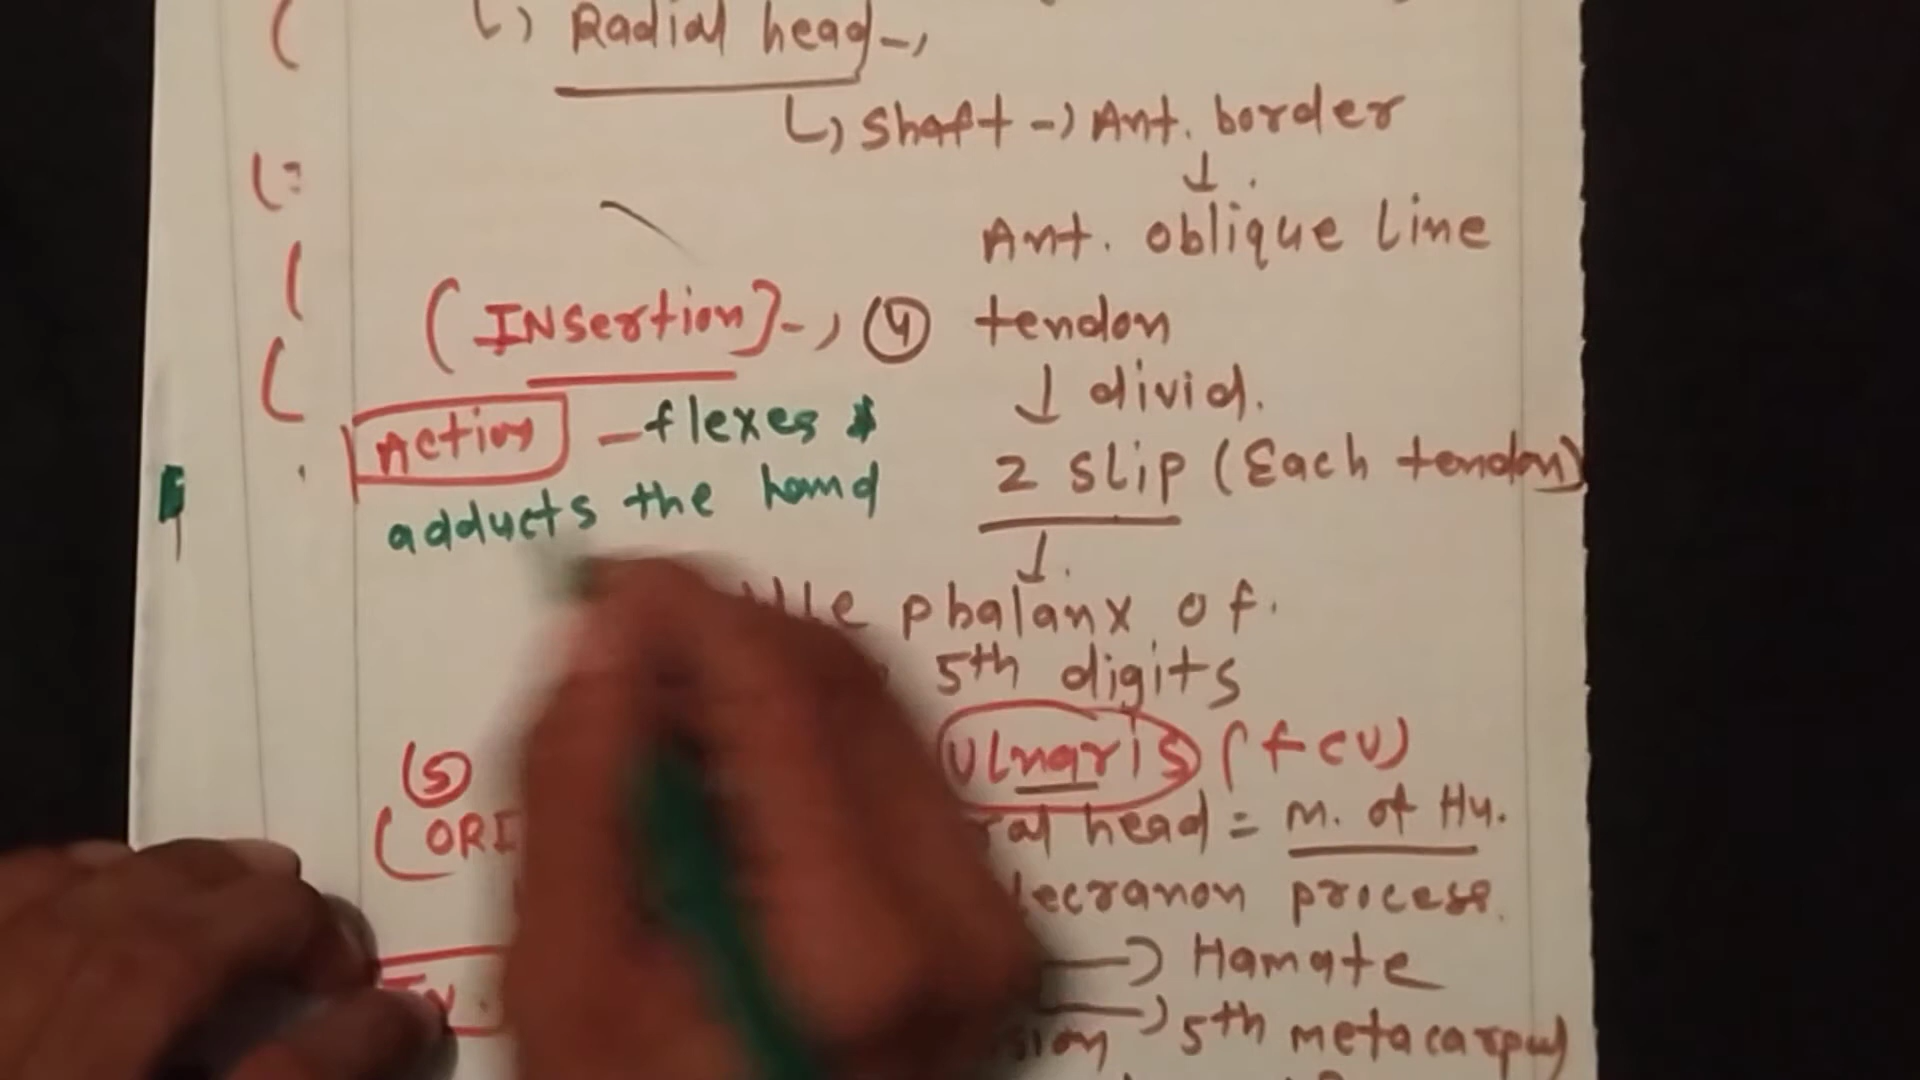 ↳ Radial head →
↳ shaft → Ant. border
↓
Ant. oblique line
(INsertion] → ④ tendon
↓ divid.
Action - flexes &
adducts the hand
2 slip (Each tendon)
↓
phalanx of
5th digits
(5) Ulnaris (fcu)
head = m. of Hu.
process
→ Hamate
→ 5th metacarpal